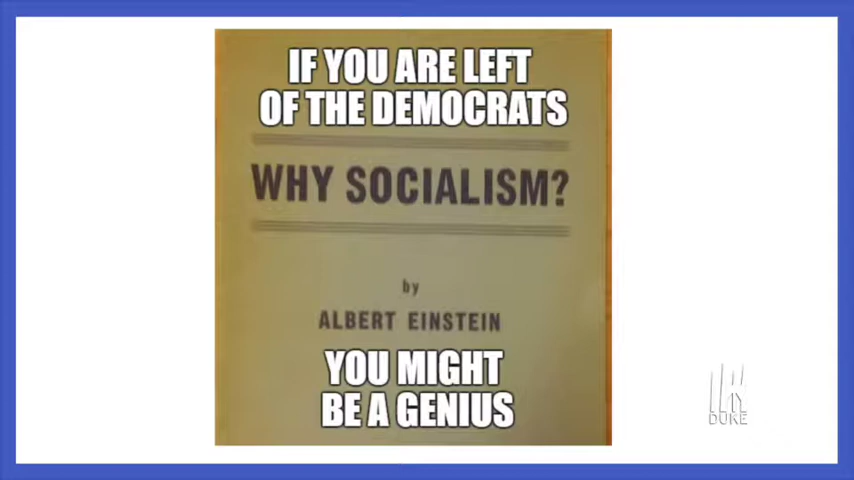 IF YOU ARE LEFT
OF THE DEMOCRATS
WHY SOCIALISM?
by
ALBERT EINSTEIN
YOU MIGHT
BE A GENIUS
DUKE